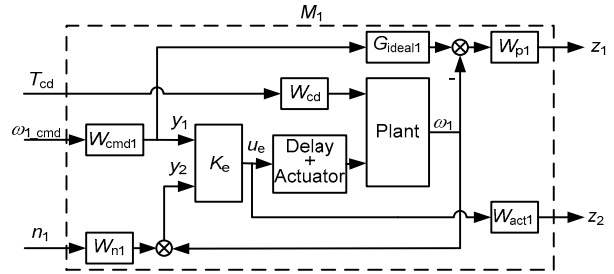 M1
Gideal1
Wp1
z1
Tcd
Wcd
-
ω1_cmd
Wcmd1
y1
y2
Ke
ue
Delay
+
Actuator
Plant
ω1
n1
Wn1
Wact1
z2